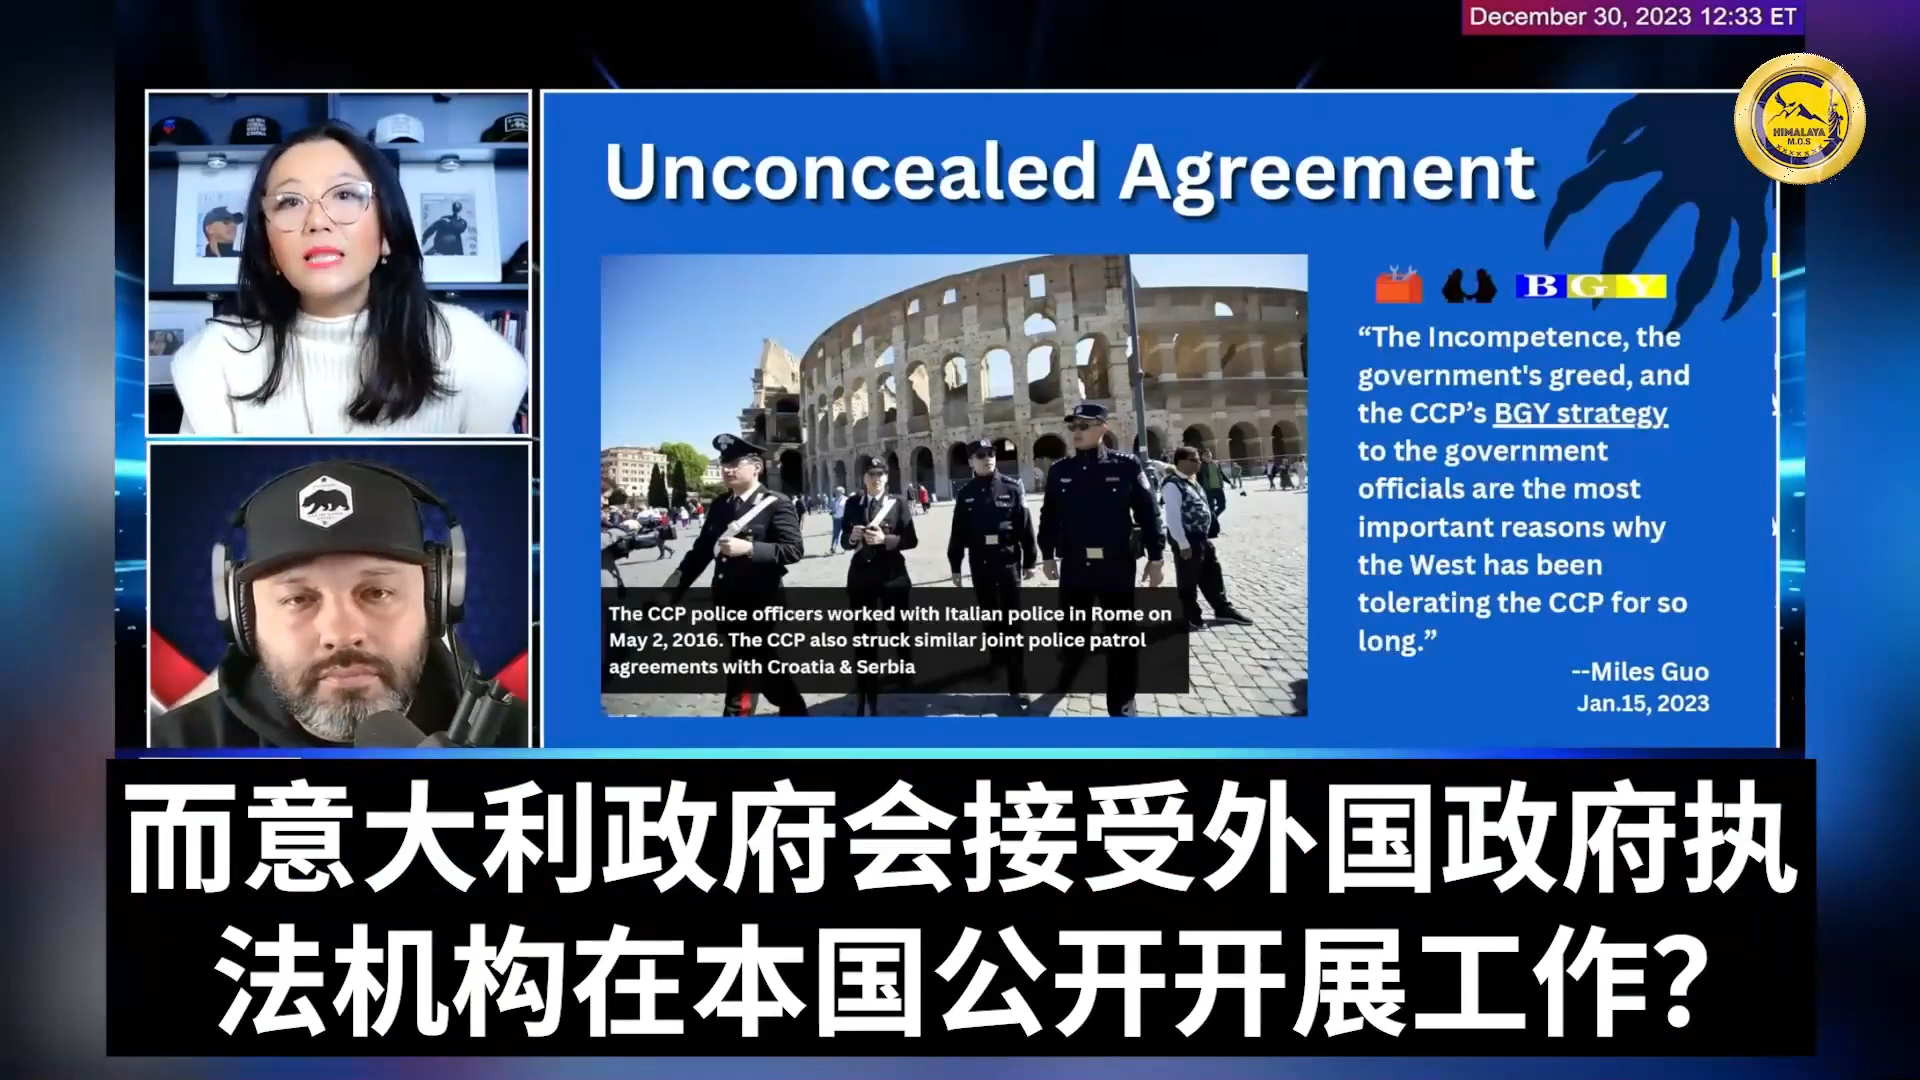 December 30, 2023 12:33 ET
HIMALAYA
M.O.S
Unconcealed Agreement
BGY
“The Incompetence, the
government's greed, and
the CCP’s BGY strategy
to the government
officials are the most
important reasons why
the West has been
tolerating the CCP for so
long.”
--Miles Guo
Jan.15, 2023
The CCP police officers worked with Italian police in Rome on
May 2, 2016. The CCP also struck similar joint police patrol
agreements with Croatia & Serbia
而意大利政府会接受外国政府执
法机构在本国公开开展工作？